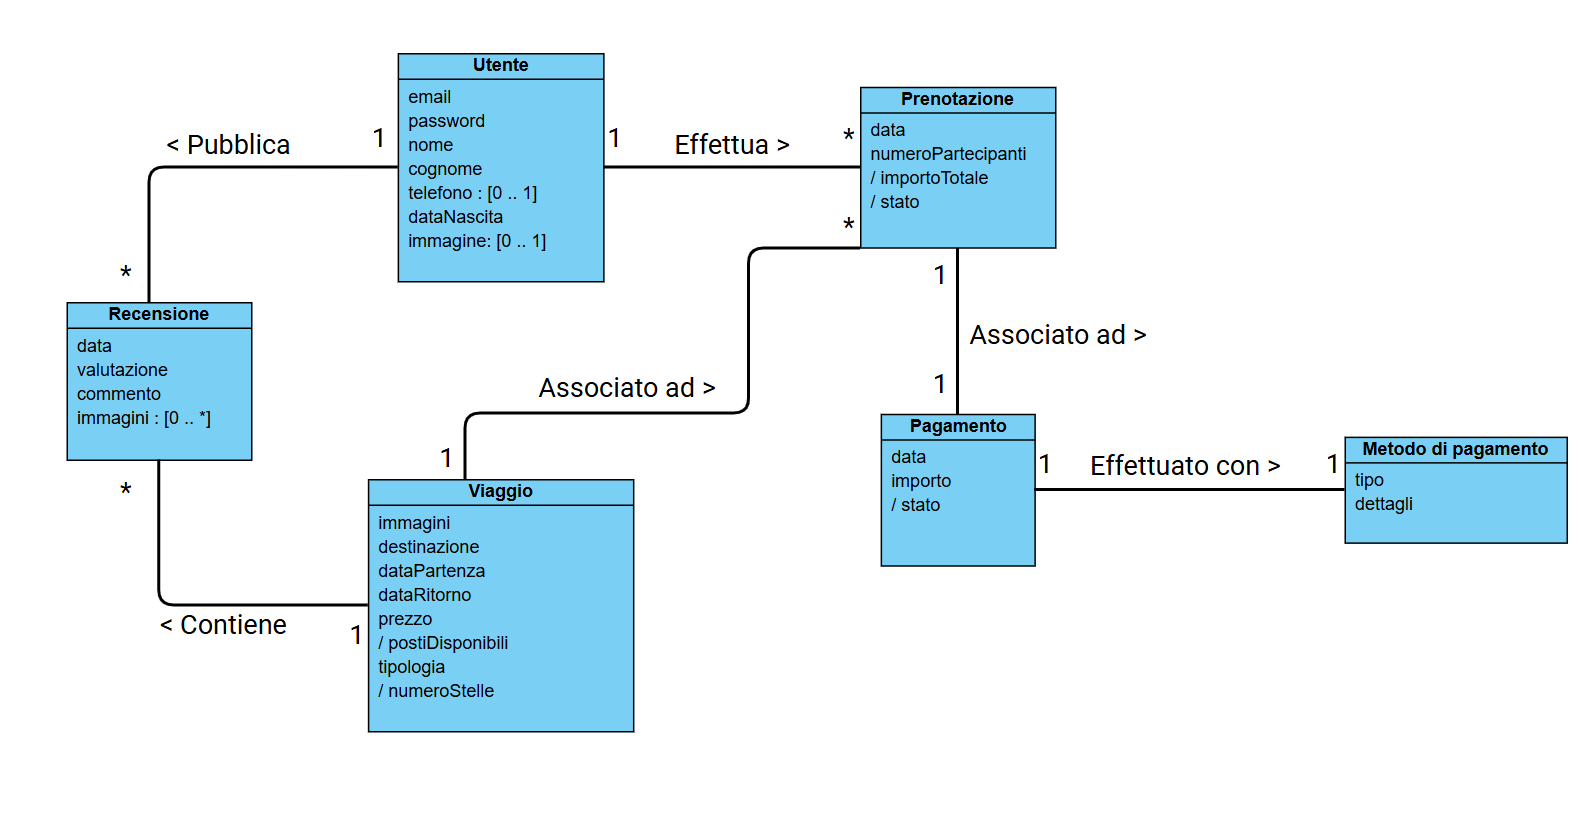 Utente
email
password
nome
cognome
telefono : [0 .. 1]
dataNascita
immagine: [0 .. 1]
< Pubblica
1
*
1
Effettua >
*
Prenotazione
data
numeroPartecipanti
/ importoTotale
/ stato
*
Associato ad >
1
1
Associato ad >
1
Recensione
data
valutazione
commento
immagini : [0 .. *]
*
< Contiene
1
Viaggio
immagini
destinazione
dataPartenza
dataRitorno
prezzo
/ postiDisponibili
tipologia
/ numeroStelle
Pagamento
data
importo
/ stato
1
Effettuato con >
1
Metodo di pagamento
tipo
dettagli